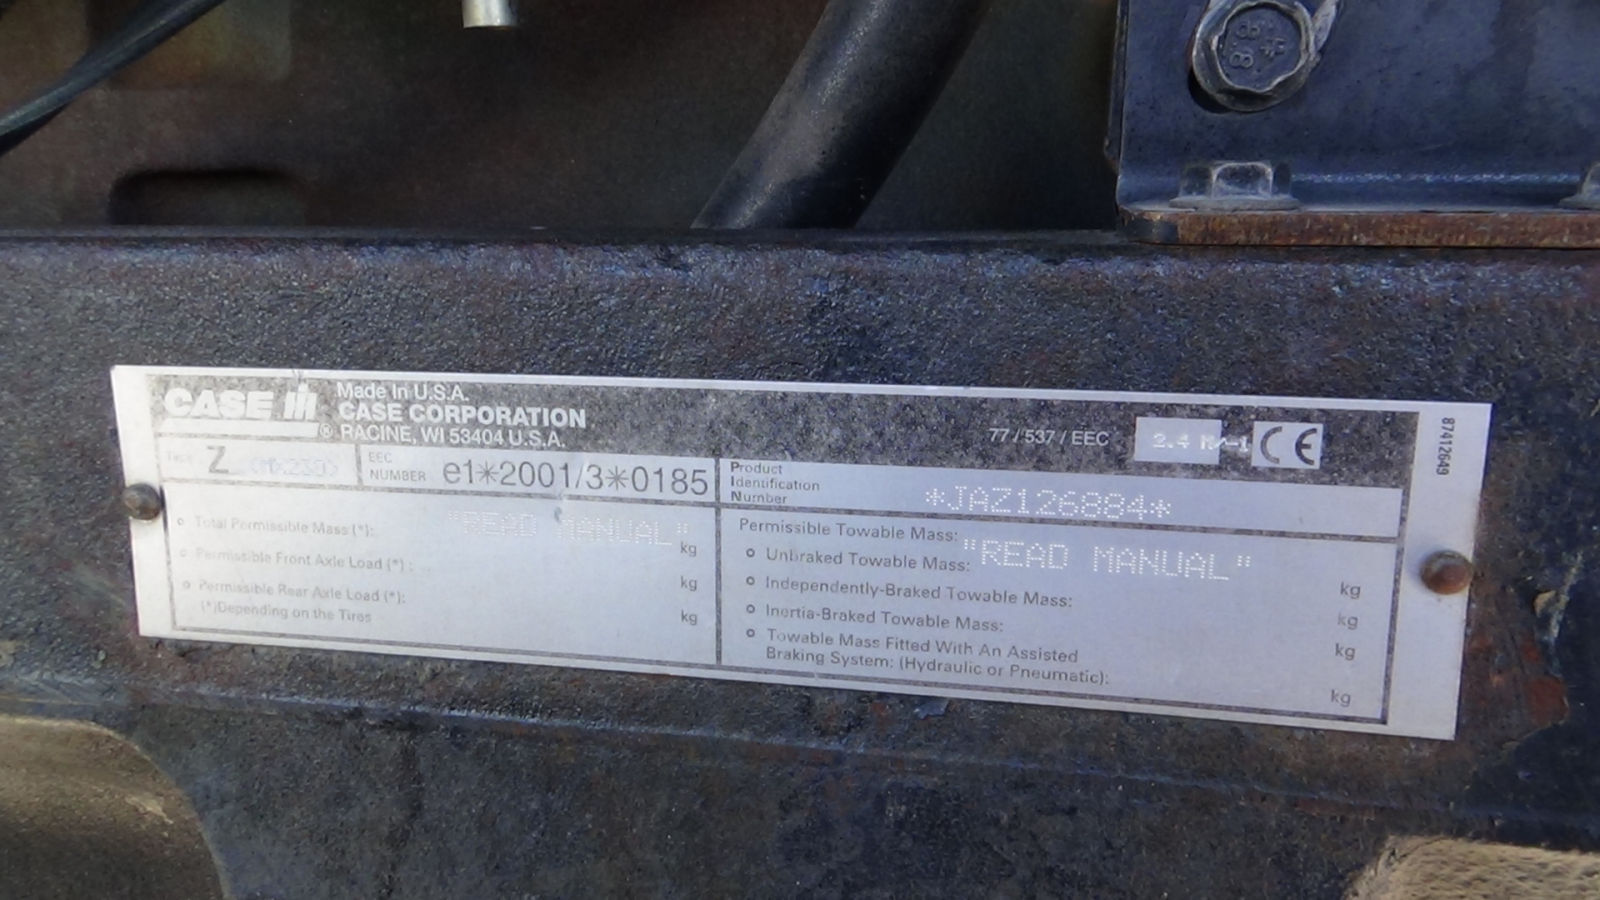 CASE IH ® Made In U.S.A.
CASE CORPORATION
RACINE, WI 53404 U.S.A.
77 / 537 / EEC
CE
87412649
Type Z (MX230)
EEC NUMBER e1*2001/3*0185
Product Identification Number *JAZ126884*
Total Permissible Mass (*): "READ MANUAL" kg
Permissible Front Axle Load (*) : kg
Permissible Rear Axle Load (*): kg
(*)Depending on the Tires
Permissible Towable Mass:
Unbraked Towable Mass: "READ MANUAL" kg
Independently-Braked Towable Mass: kg
Inertia-Braked Towable Mass: kg
Towable Mass Fitted With An Assisted
Braking System: (Hydraulic or Pneumatic): kg